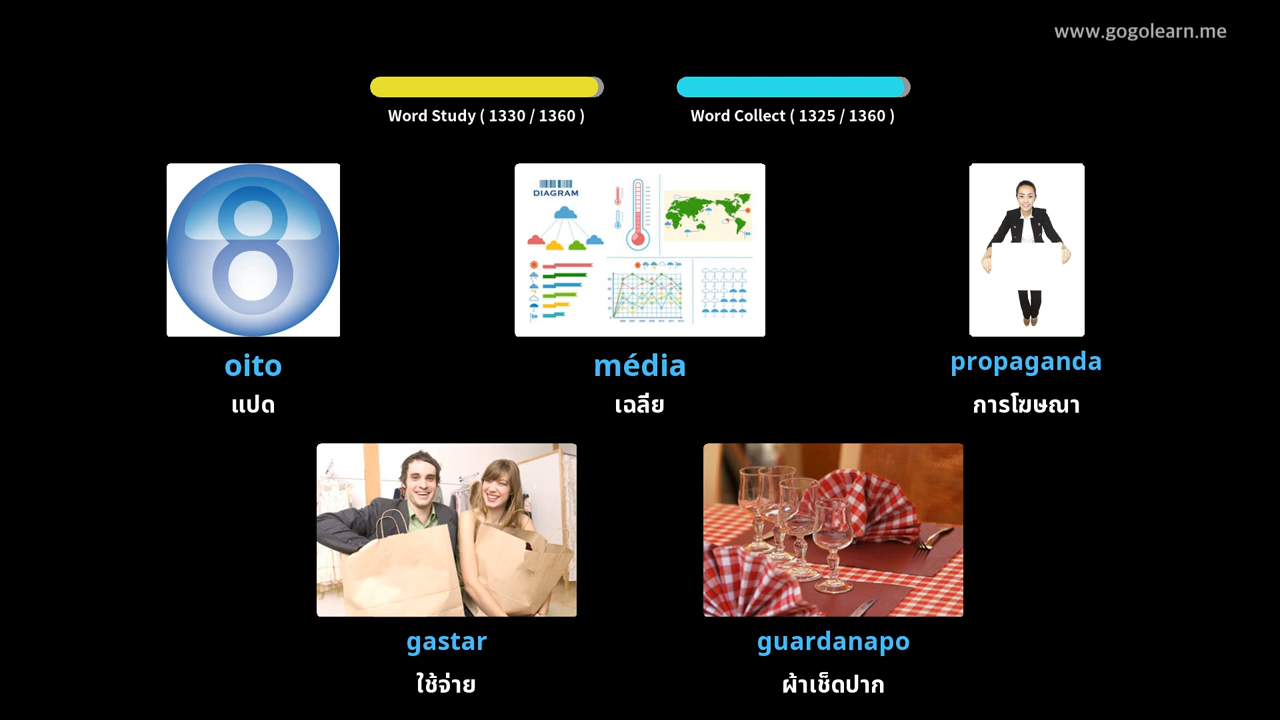 www.gogolearn.me
Word Study ( 1330 / 1360 )
Word Collect ( 1325 / 1360 )
8
DIAGRAM
oito
média
propaganda
แปด
เฉลี่ย
การโฆษณา
gastar
guardanapo
ใช้จ่าย
ผ้าเช็ดปาก